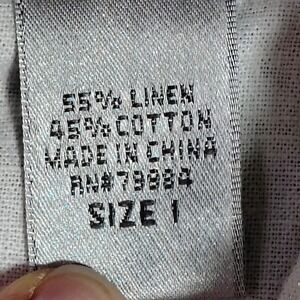 55% LINEN
45% COTTON
MADE IN CHINA
RN#79884
SIZE 1